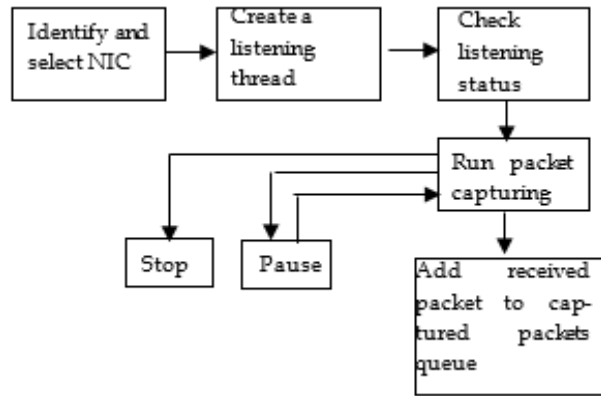 Identify and
select NIC
Create a
listening
thread
Check
listening
status
Run packet
capturing
Stop
Pause
Add received
packet to cap-
tured packets
queue